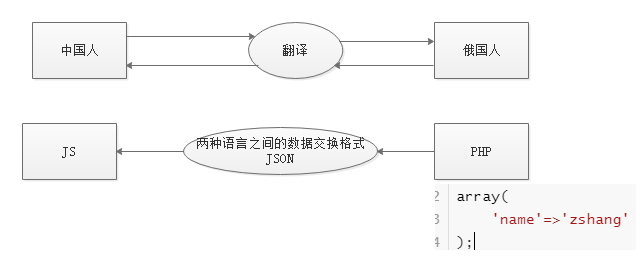 中国人
翻译
俄国人
JS
两种语言之间的数据交换格式
JSON
PHP
2 array(
3 'name'=>'zshang'
4 );